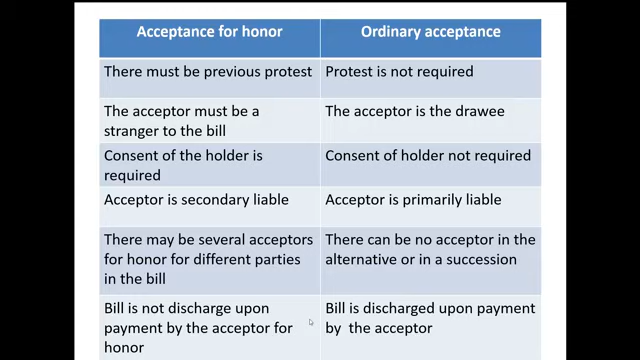 Acceptance for honor
Ordinary acceptance
There must be previous protest
Protest is not required
The acceptor must be a
stranger to the bill
The acceptor is the drawee
Consent of the holder is
required
Consent of holder not required
Acceptor is secondary liable
Acceptor is primarily liable
There may be several acceptors
for honor for different parties
in the bill
There can be no acceptor in the
alternative or in a succession
Bill is not discharge upon
payment by the acceptor for
honor
Bill is discharged upon payment
by the acceptor